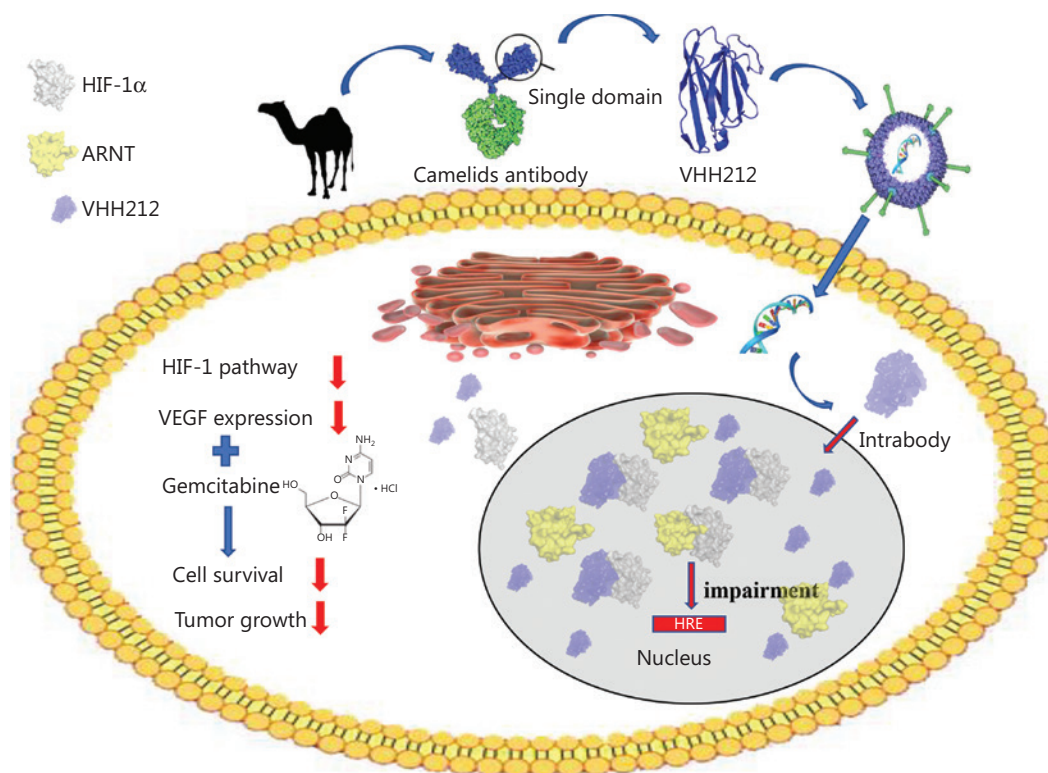 HIF-1α
ARNT
VHH212
Single domain
Camelids antibody
VHH212
HIF-1 pathway
VEGF expression
Gemcitabine
NH₂
N
O
N
HO
O
• HCl
F
OH
F
Cell survival
Tumor growth
Intrabody
impairment
HRE
Nucleus